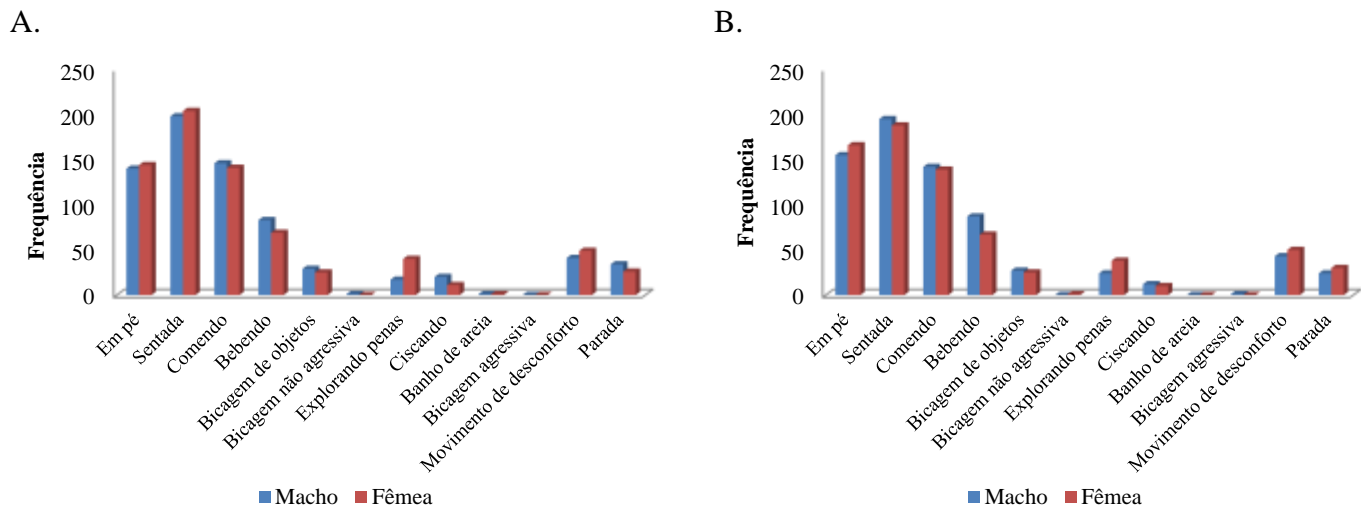 A.
250
200
150
100
50
0
Frequência
Em pé
Sentada
Comendo
Bebendo
Bicagem de objetos
Bicagem não agressiva
Explorando penas
Ciscando
Banho de areia
Bicagem agressiva
Movimento de desconforto
Parada
Macho Fêmea
B.
250
200
150
100
50
0
Frequência
Em pé
Sentada
Comendo
Bebendo
Bicagem de objetos
Bicagem não agressiva
Explorando penas
Ciscando
Banho de areia
Bicagem agressiva
Movimento de desconforto
Parada
Macho Fêmea